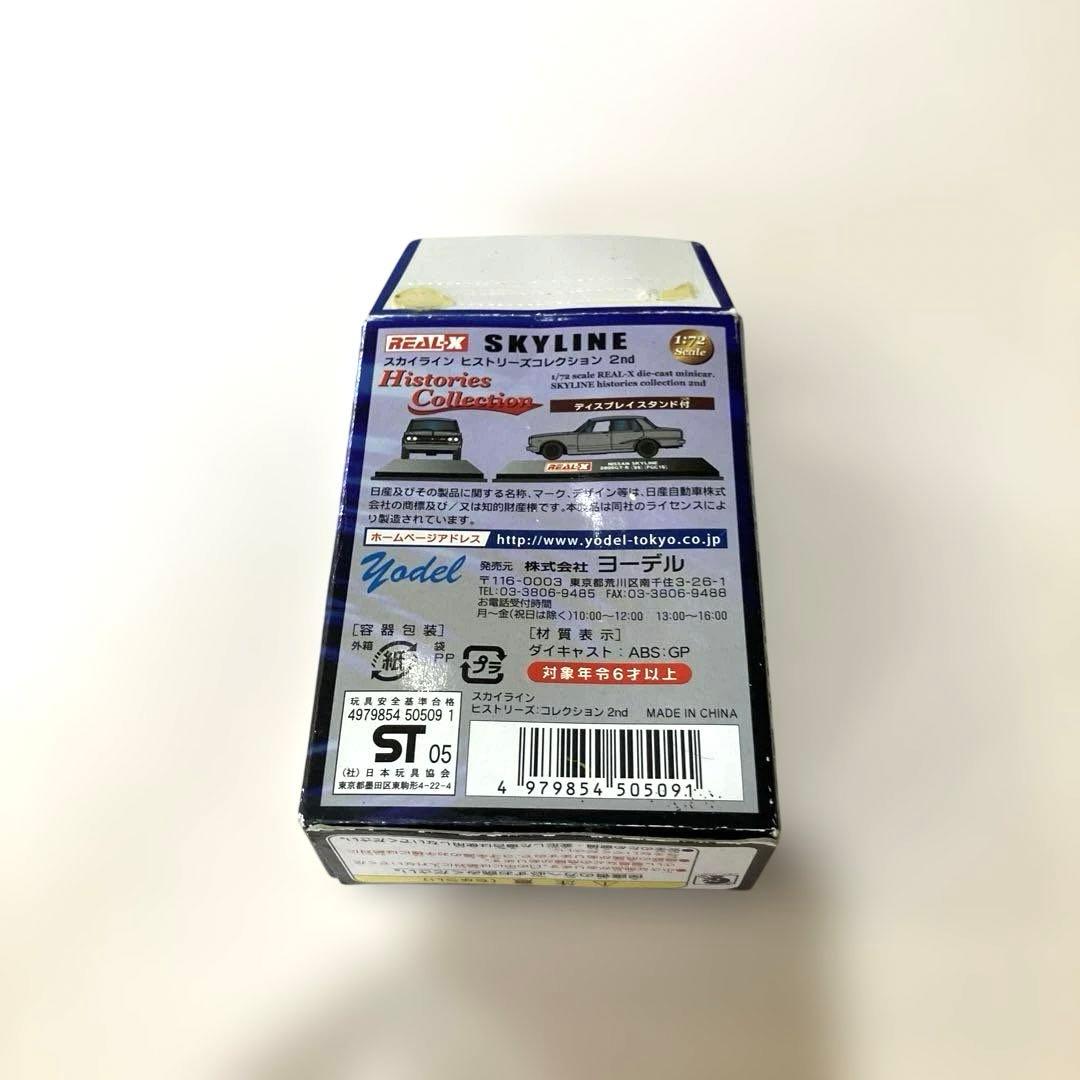 REAL-X SKYLINE 1:72 Scale
スカイライン ヒストリーズコレクション 2nd
Histories Collection
1/72 scale REAL-X die-cast minicar.
SKYLINE histories collection 2nd
ディスプレイスタンド付
REAL-X NISSAN SKYLINE
日産及びその製品に関する名称、マーク、デザイン等は、日産自動車株式
会社の商標及び/又は知的財産権です。本製品は同社のライセンスによ
り製造されています。
ホームページアドレス http://www.yodel-tokyo.co.jp
Yodel 発売元 株式会社 ヨーデル
〒116-0003 東京都荒川区南千住3-26-1
TEL:03-3806-9485 FAX:03-3806-9488
お電話受付時間
月〜金(祝日は除く)10:00〜12:00 13:00〜16:00
[容器包装]
外箱 紙 袋 PP プラ
[材質表示]
ダイキャスト:ABS:GP
対象年令6才以上
玩具安全基準合格
4979854 50509 1
ST 05
(社)日本玩具協会
東京都墨田区東駒形4-22-4
スカイライン
ヒストリーズ:コレクション 2nd MADE IN CHINA
4 979854 505091